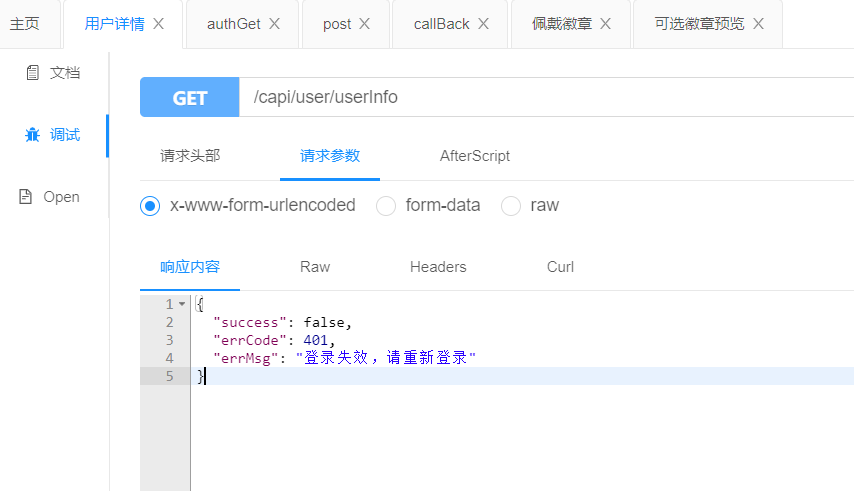 主页 用户详情 authGet post callBack 佩戴徽章 可选徽章预览
文档
调试
Open
GET /capi/user/userInfo
请求头部 请求参数 AfterScript
x-www-form-urlencoded form-data raw
响应内容 Raw Headers Curl
1 {
2 "success": false,
3 "errCode": 401,
4 "errMsg": "登录失效，请重新登录"
5 }